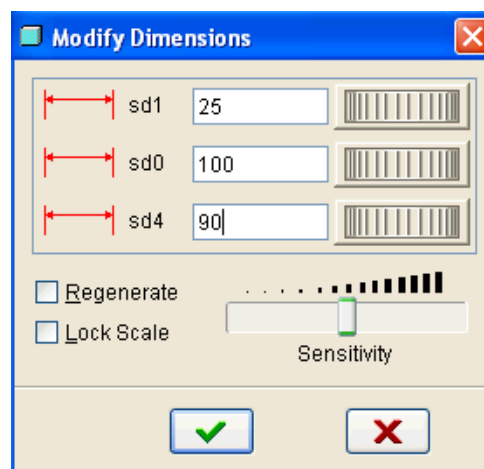 Modify Dimensions
sd1 25
sd0 100
sd4 90
Regenerate
Lock Scale
Sensitivity